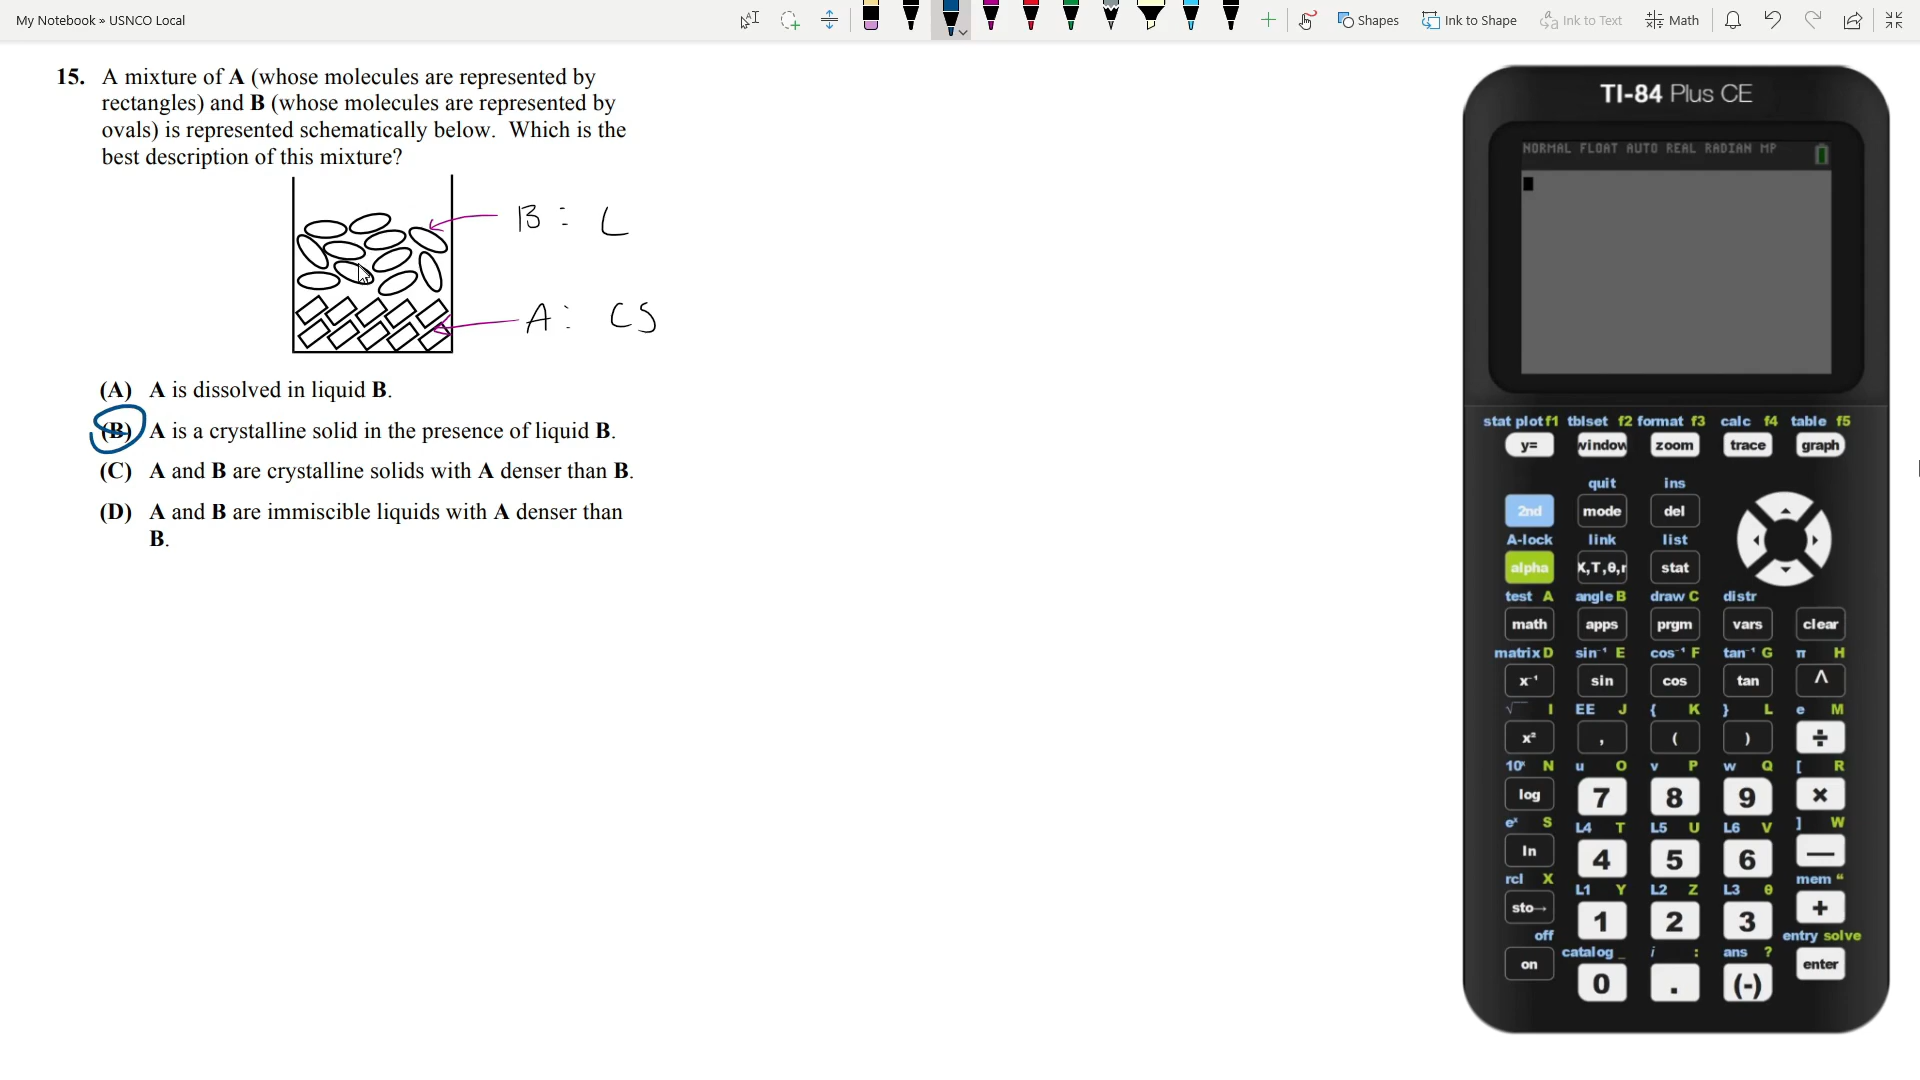 My Notebook » USNCO Local
Shapes
Ink to Shape
Ink to Text
Math
15. A mixture of A (whose molecules are represented by
rectangles) and B (whose molecules are represented by
ovals) is represented schematically below. Which is the
best description of this mixture?
B : L
A : CS
(A) A is dissolved in liquid B.
(B) A is a crystalline solid in the presence of liquid B.
(C) A and B are crystalline solids with A denser than B.
(D) A and B are immiscible liquids with A denser than
B.
TI-84 Plus CE
NORMAL FLOAT AUTO REAL RADIAN MP
stat plot f1 tblset f2 format f3 calc f4 table f5
y= window zoom trace graph
quit ins
2nd mode del
A-lock link list
alpha X,T,θ,n stat
test A angle B draw C distr
math apps prgm vars clear
matrix D sin⁻¹ E cos⁻¹ F tan⁻¹ G π H
x⁻¹ sin cos tan ^
√ I EE J { K } L e M
x² , ( ) ÷
10ˣ N u O v P w Q [ R
log 7 8 9 ×
eˣ S L4 T L5 U L6 V ] W
ln 4 5 6 —
rcl X L1 Y L2 Z L3 θ mem "
sto→ 1 2 3 +
off catalog _ i : ans ? entry solve
on 0 . (-) enter